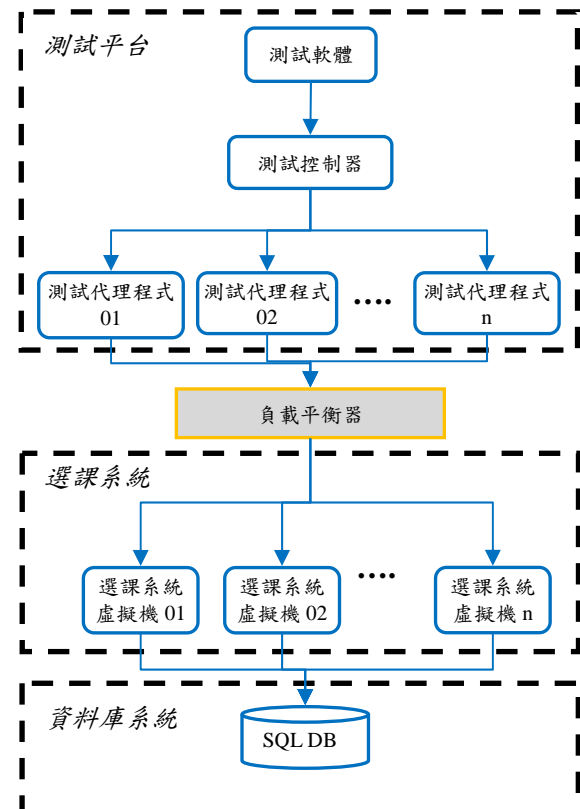 測試平台
測試軟體
測試控制器
測試代理程式
01
測試代理程式
02
....
測試代理程式
n
負載平衡器
選課系統
選課系統
虛擬機 01
選課系統
虛擬機 02
....
選課系統
虛擬機 n
資料庫系統
SQL DB